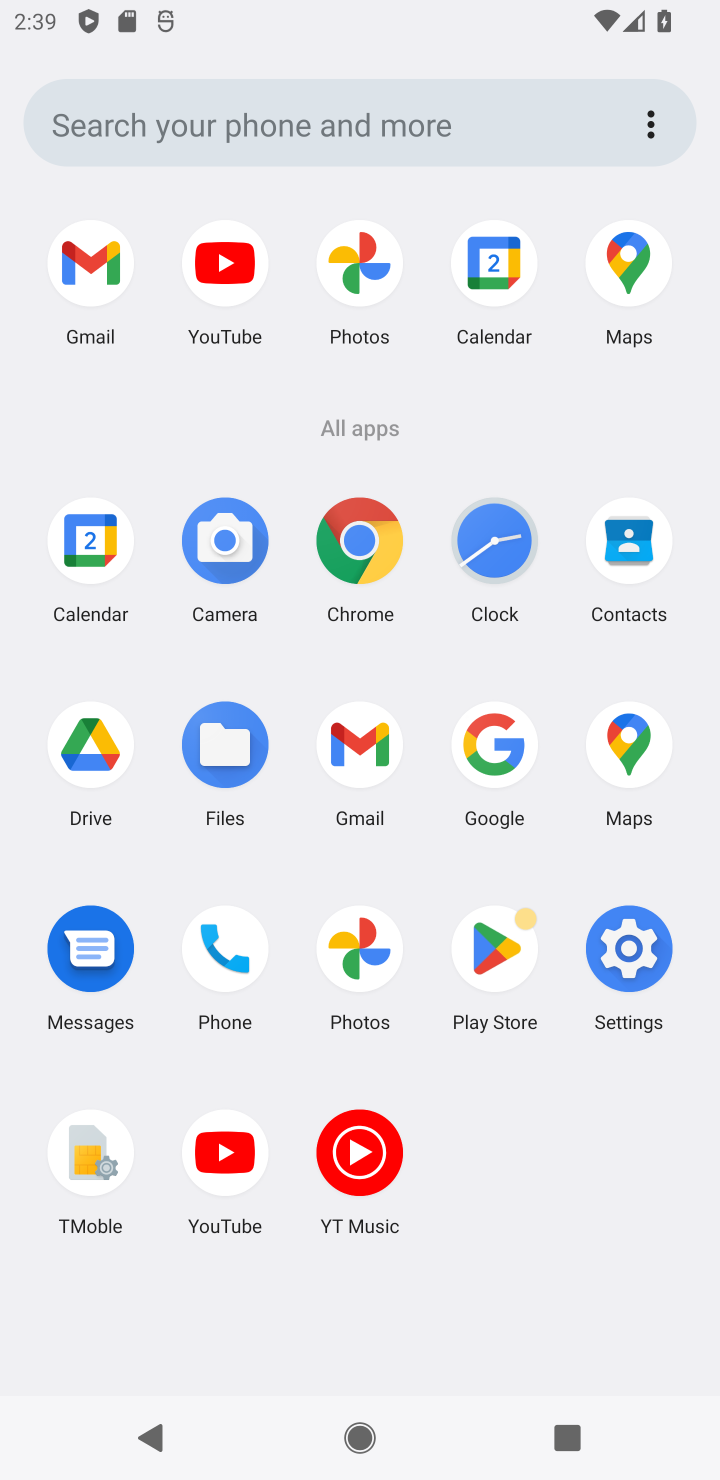 2:39
Search your phone and more
2
Gmail YouTube Photos Calendar Maps
All apps
2
Calendar Camera Chrome Clock Contacts
Drive Files Gmail Google Maps
Messages Phone Photos Play Store Settings
TMoble YouTube YT Music